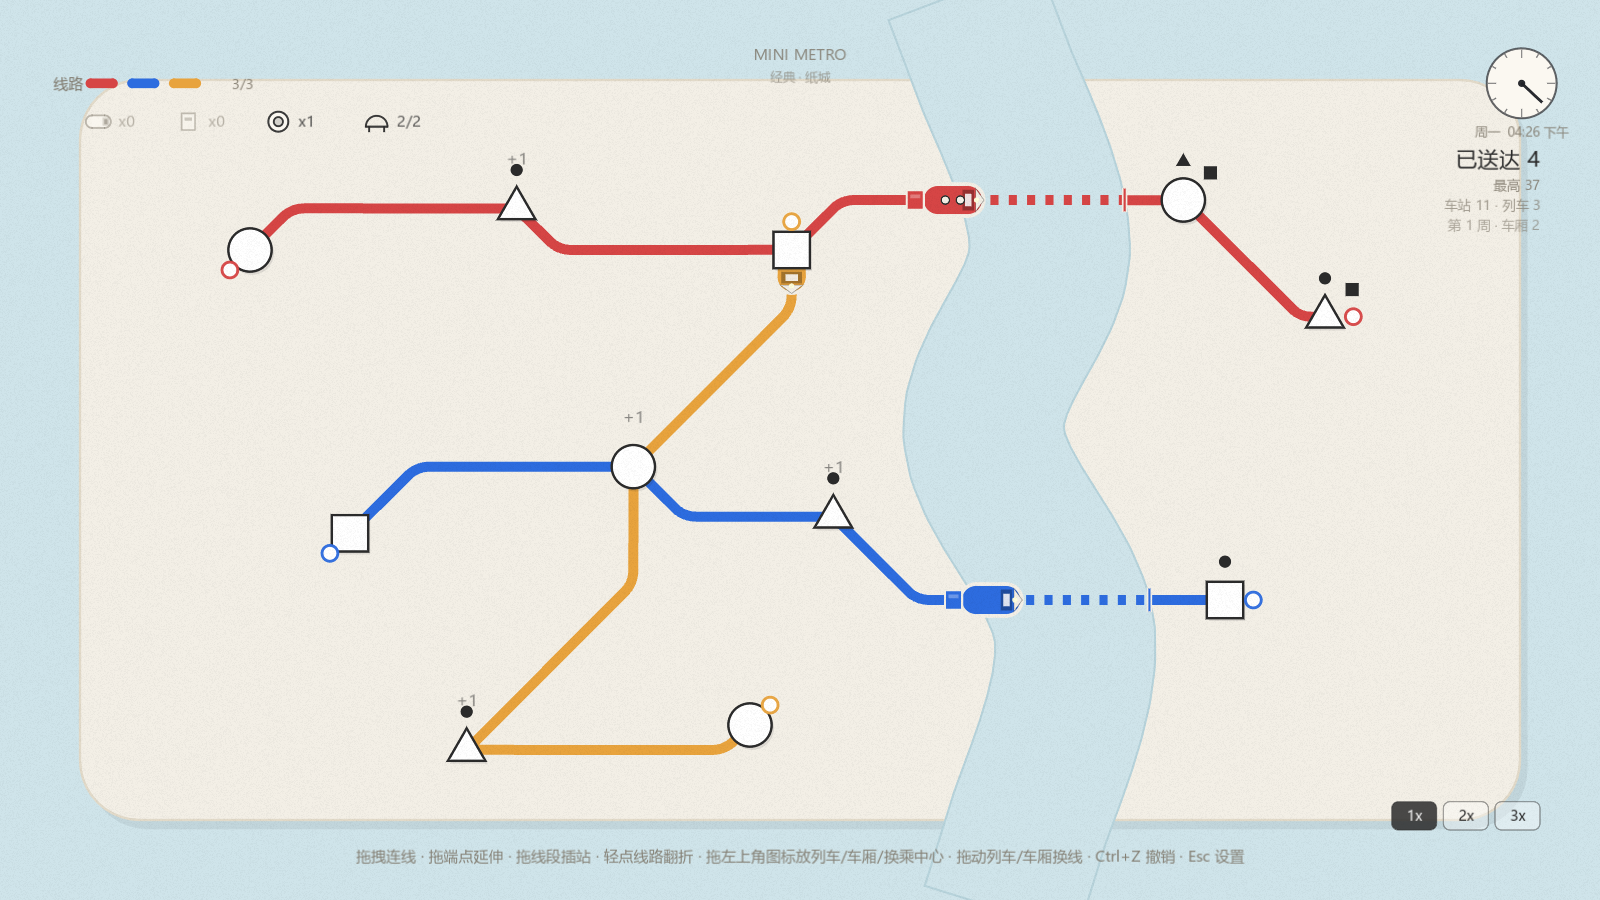 MINI METRO
经典 · 纸城
线路 3/3
x0 x0 x1 2/2
周一 04:26 下午
已送达 4
最高 37
车站 11 · 列车 3
第 1 周 · 车厢 2
+1
+1
+1
+1
1x 2x 3x
拖拽连线 · 拖端点延伸 · 拖线段插站 · 轻点线路翻折 · 拖左上角图标放列车/车厢/换乘中心 · 拖动列车/车厢换线 · Ctrl+Z 撤销 · Esc 设置